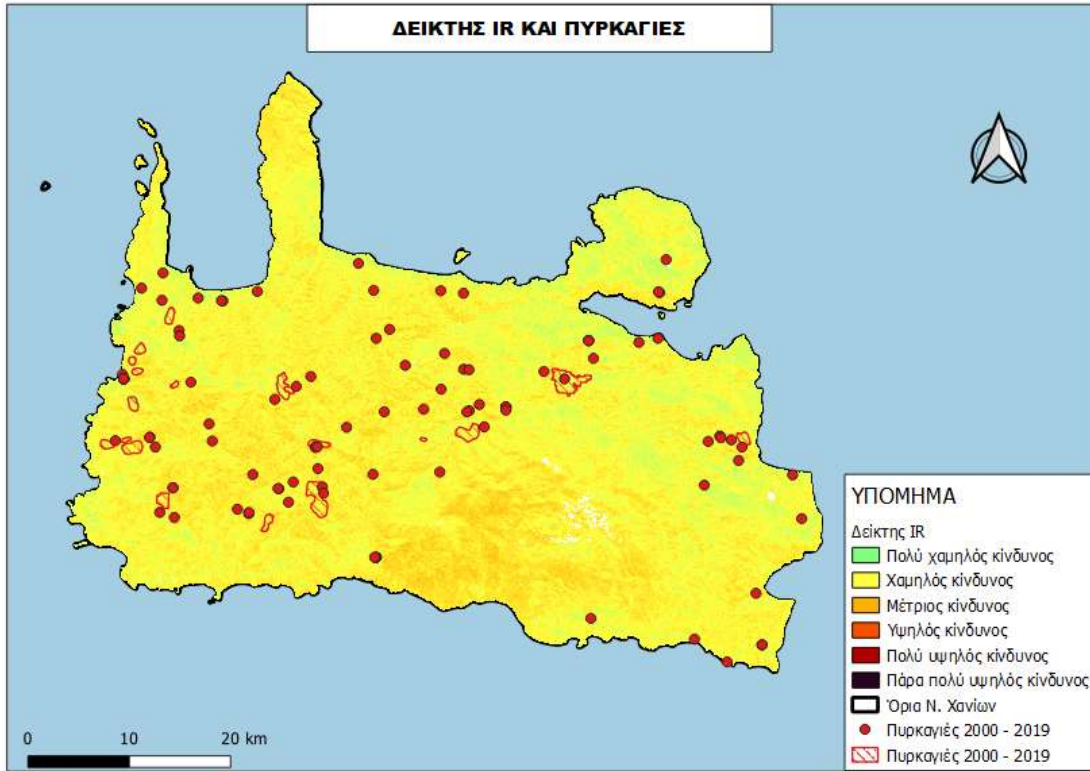 ΔΕΙΚΤΗΣ IR ΚΑΙ ΠΥΡΚΑΓΙΕΣ
ΥΠΟΜΗΜΑ
Δείκτης IR
Πολύ χαμηλός κίνδυνος
Χαμηλός κίνδυνος
Μέτριος κίνδυνος
Υψηλός κίνδυνος
Πολύ υψηλός κίνδυνος
Πάρα πολύ υψηλός κίνδυνος
Όρια Ν. Χανίων
Πυρκαγιές 2000 - 2019
Πυρκαγιές 2000 - 2019
0 10 20 km